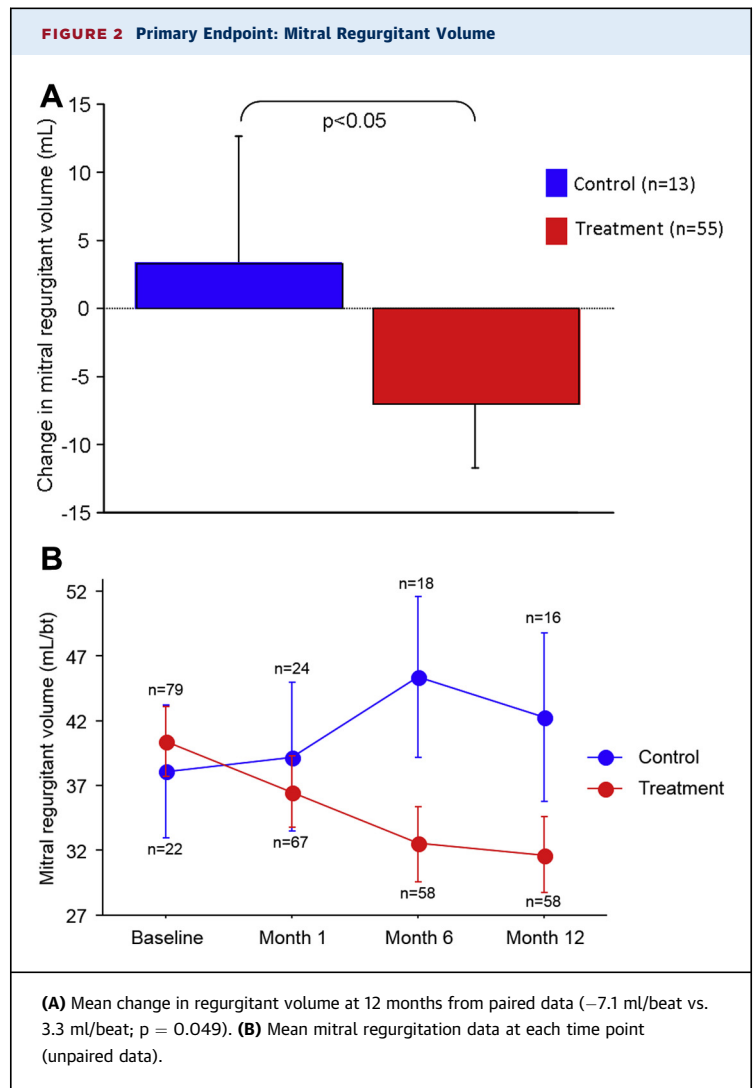 FIGURE 2 Primary Endpoint: Mitral Regurgitant Volume
A
Change in mitral regurgitant volume (mL)
15
10
5
0
-5
-10
-15
p<0.05
Control (n=13)
Treatment (n=55)
B
Mitral regurgitant volume (mL/bt)
52
47
42
37
32
27
n=79
n=22
n=24
n=67
n=18
n=58
n=16
n=58
Control
Treatment
Baseline Month 1 Month 6 Month 12
(A) Mean change in regurgitant volume at 12 months from paired data (−7.1 ml/beat vs.
3.3 ml/beat; p = 0.049). (B) Mean mitral regurgitation data at each time point
(unpaired data).